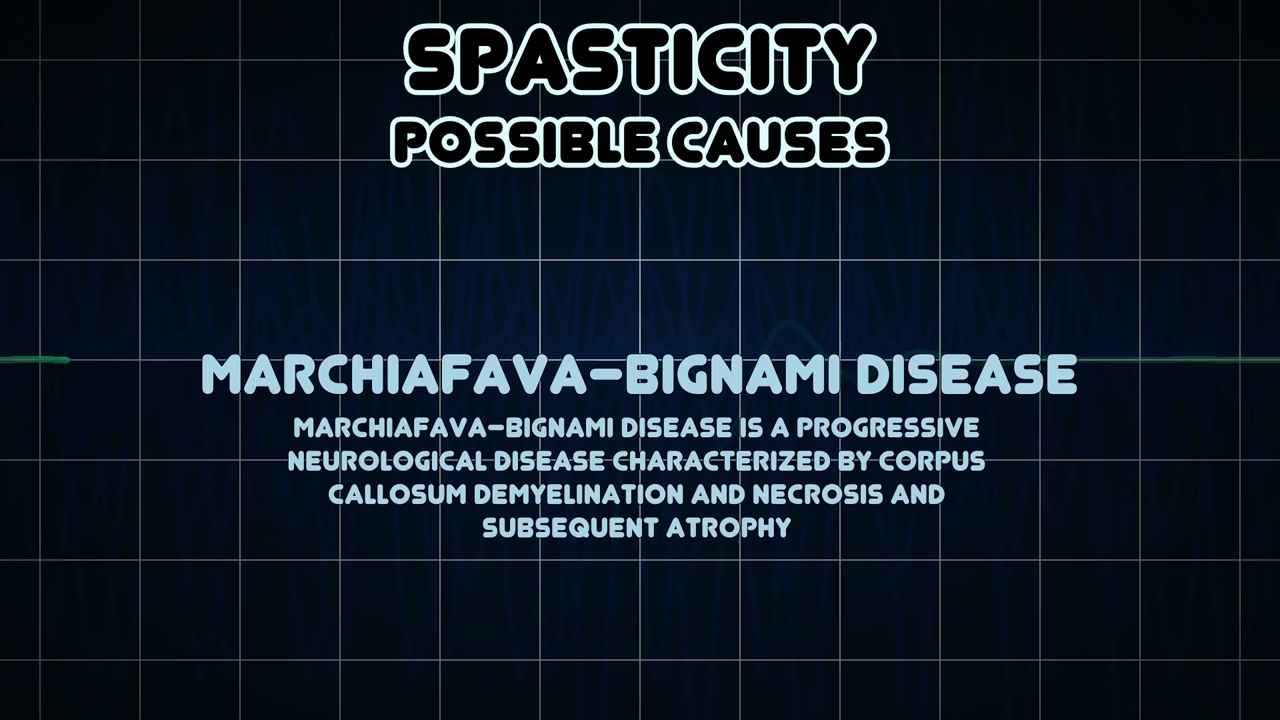 SPASTICITY
POSSIBLE CAUSES
MARCHIAFAVA-BIGNAMI DISEASE
MARCHIAFAVA-BIGNAMI DISEASE IS A PROGRESSIVE
NEUROLOGICAL DISEASE CHARACTERIZED BY CORPUS
CALLOSUM DEMYELINATION AND NECROSIS AND
SUBSEQUENT ATROPHY